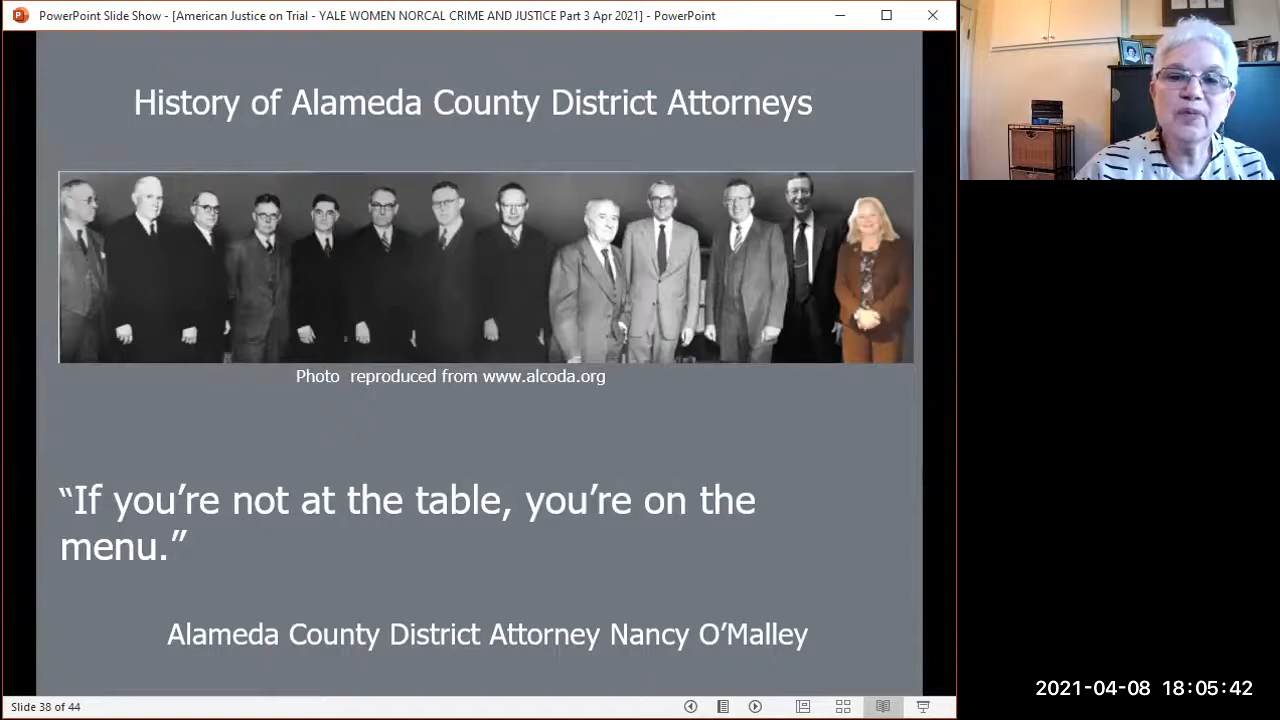 PowerPoint Slide Show - [American Justice on Trial - YALE WOMEN NORCAL CRIME AND JUSTICE Part 3 Apr 2021] - PowerPoint
History of Alameda County District Attorneys
Photo  reproduced from www.alcoda.org
“If you’re not at the table, you’re on the
menu.”
Alameda County District Attorney Nancy O’Malley
Slide 38 of 44
2021-04-08 18:05:42